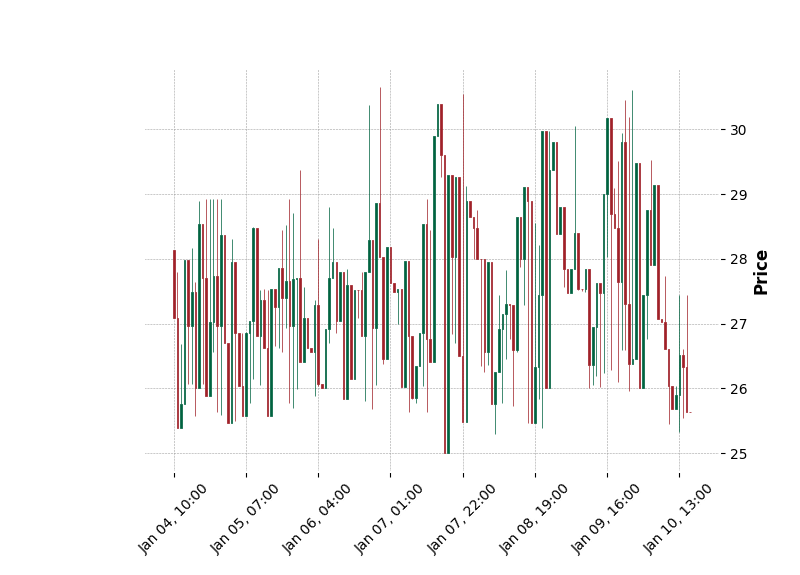 30
29
28
27
26
25
Price
Jan 04, 10:00
Jan 05, 07:00
Jan 06, 04:00
Jan 07, 01:00
Jan 07, 22:00
Jan 08, 19:00
Jan 09, 16:00
Jan 10, 13:00